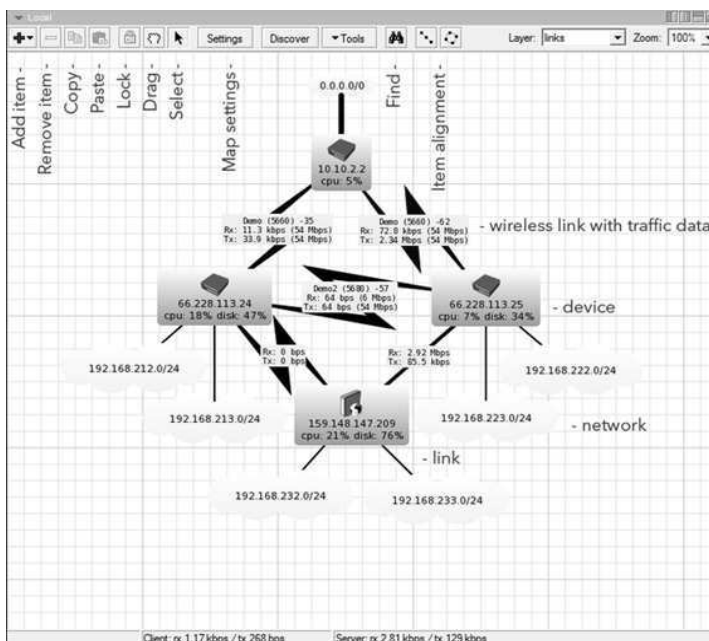 Local
Settings
Discover
Tools
Layer: links
Zoom: 100%
Add item -
Remove item -
Copy -
Paste -
Lock -
Drag -
Select -
Map settings -
Find -
Item alignment -
0.0.0.0/0
10.10.2.2
cpu: 5%
Demo (5660) -35
Rx: 11.3 kbps (54 Mbps)
Tx: 33.9 kbps (54 Mbps)
Demo (5660) -62
Rx: 72.8 kbps (54 Mbps)
Tx: 2.34 Mbps (54 Mbps)
- wireless link with traffic data
66.228.113.24
cpu: 18% disk: 47%
Demo2 (5680) -57
Rx: 64 bps (6 Mbps)
Tx: 64 bps (54 Mbps)
66.228.113.25
cpu: 7% disk: 34%
- device
Rx: 0 bps
Tx: 0 bps
Rx: 2.92 Mbps
Tx: 85.5 kbps
192.168.212.0/24
192.168.222.0/24
192.168.213.0/24
159.148.147.209
cpu: 21% disk: 76%
192.168.223.0/24
- network
- link
192.168.232.0/24
192.168.233.0/24
Client: rx 1.17 kbps / tx 268 bps
Server: rx 2.81 kbps / tx 129 kbps